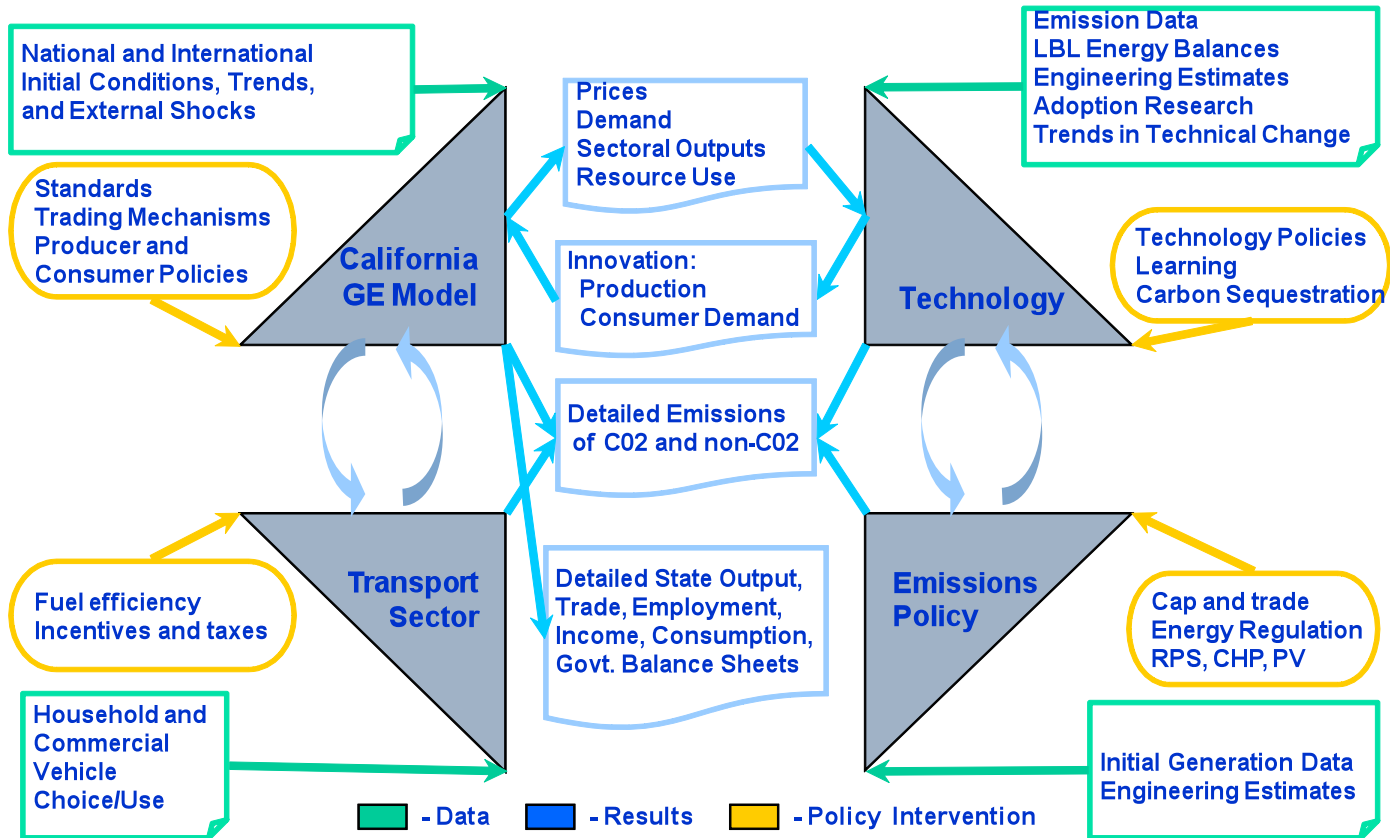 National and International
Initial Conditions, Trends,
and External Shocks
Emission Data
LBL Energy Balances
Engineering Estimates
Adoption Research
Trends in Technical Change
Prices
Demand
Sectoral Outputs
Resource Use
Standards
Trading Mechanisms
Producer and
Consumer Policies
California
GE Model
Innovation:
Production
Consumer Demand
Technology
Technology Policies
Learning
Carbon Sequestration
Detailed Emissions
of C02 and non-C02
Fuel efficiency
Incentives and taxes
Transport
Sector
Detailed State Output,
Trade, Employment,
Income, Consumption,
Govt. Balance Sheets
Emissions
Policy
Cap and trade
Energy Regulation
RPS, CHP, PV
Household and
Commercial
Vehicle
Choice/Use
Initial Generation Data
Engineering Estimates
- Data - Results - Policy Intervention